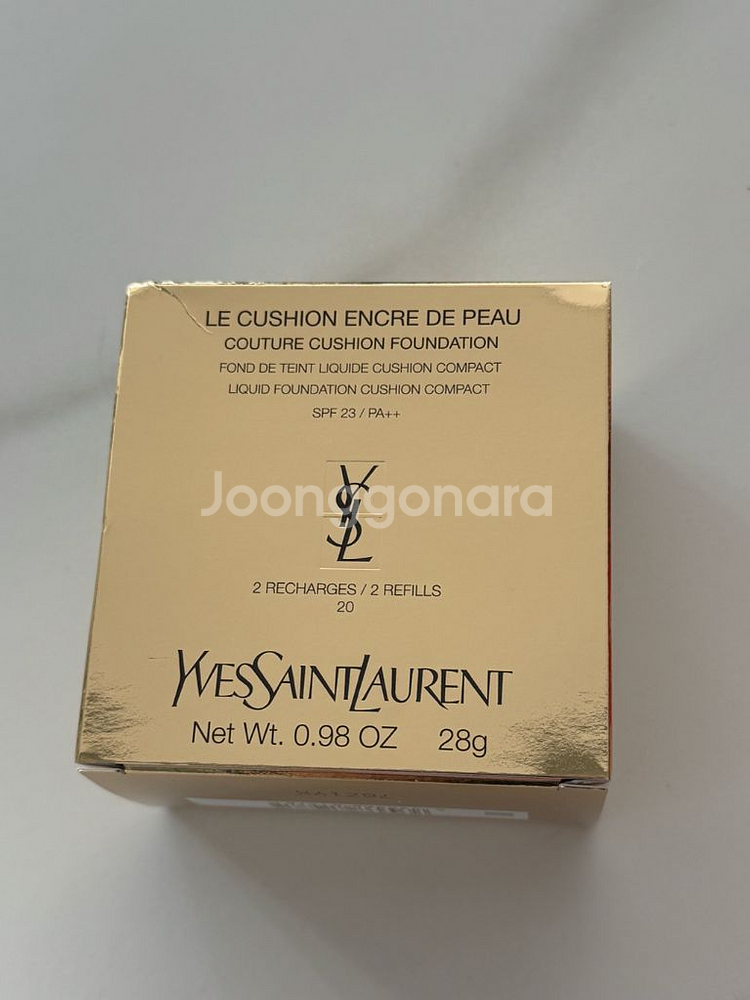 LE CUSHION ENCRE DE PEAU
COUTURE CUSHION FOUNDATION
FOND DE TEINT LIQUIDE CUSHION COMPACT
LIQUID FOUNDATION CUSHION COMPACT
SPF 23 / PA++
YSL
Joonggonara
2 RECHARGES / 2 REFILLS
20
YVESSAINTLAURENT
Net Wt. 0.98 OZ 28g